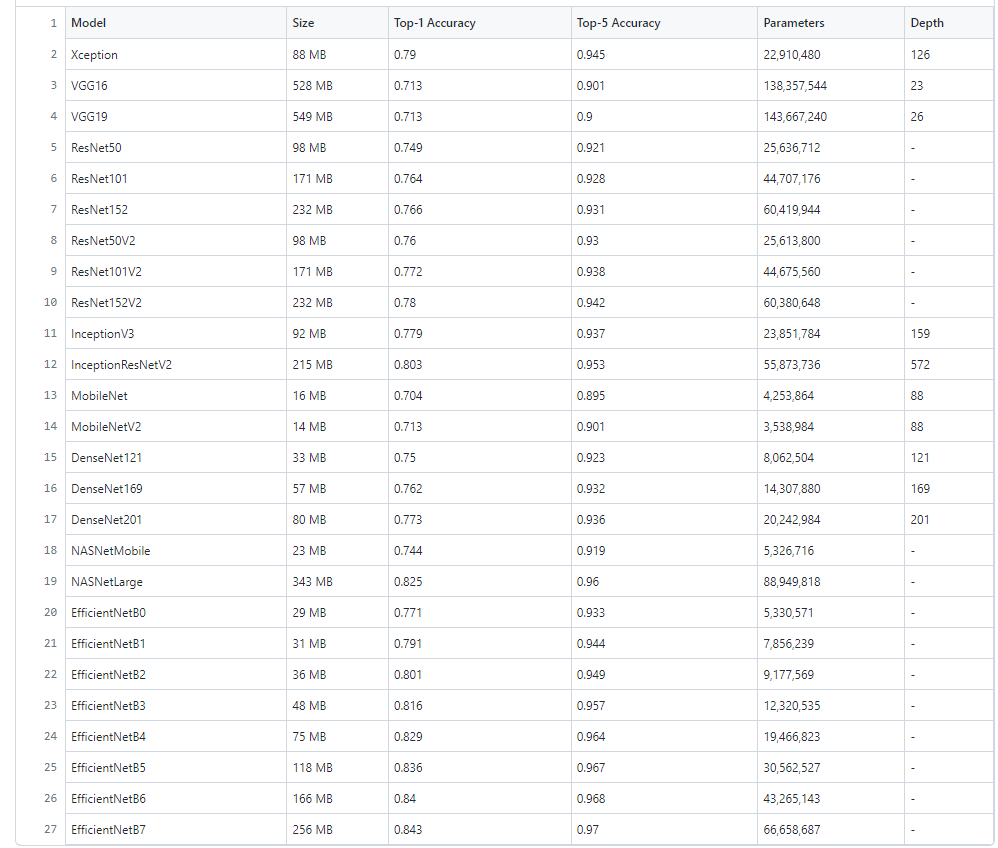 1 Model Size Top-1 Accuracy Top-5 Accuracy Parameters Depth
2 Xception 88 MB 0.79 0.945 22,910,480 126
3 VGG16 528 MB 0.713 0.901 138,357,544 23
4 VGG19 549 MB 0.713 0.9 143,667,240 26
5 ResNet50 98 MB 0.749 0.921 25,636,712 -
6 ResNet101 171 MB 0.764 0.928 44,707,176 -
7 ResNet152 232 MB 0.766 0.931 60,419,944 -
8 ResNet50V2 98 MB 0.76 0.93 25,613,800 -
9 ResNet101V2 171 MB 0.772 0.938 44,675,560 -
10 ResNet152V2 232 MB 0.78 0.942 60,380,648 -
11 InceptionV3 92 MB 0.779 0.937 23,851,784 159
12 InceptionResNetV2 215 MB 0.803 0.953 55,873,736 572
13 MobileNet 16 MB 0.704 0.895 4,253,864 88
14 MobileNetV2 14 MB 0.713 0.901 3,538,984 88
15 DenseNet121 33 MB 0.75 0.923 8,062,504 121
16 DenseNet169 57 MB 0.762 0.932 14,307,880 169
17 DenseNet201 80 MB 0.773 0.936 20,242,984 201
18 NASNetMobile 23 MB 0.744 0.919 5,326,716 -
19 NASNetLarge 343 MB 0.825 0.96 88,949,818 -
20 EfficientNetB0 29 MB 0.771 0.933 5,330,571 -
21 EfficientNetB1 31 MB 0.791 0.944 7,856,239 -
22 EfficientNetB2 36 MB 0.801 0.949 9,177,569 -
23 EfficientNetB3 48 MB 0.816 0.957 12,320,535 -
24 EfficientNetB4 75 MB 0.829 0.964 19,466,823 -
25 EfficientNetB5 118 MB 0.836 0.967 30,562,527 -
26 EfficientNetB6 166 MB 0.84 0.968 43,265,143 -
27 EfficientNetB7 256 MB 0.843 0.97 66,658,687 -